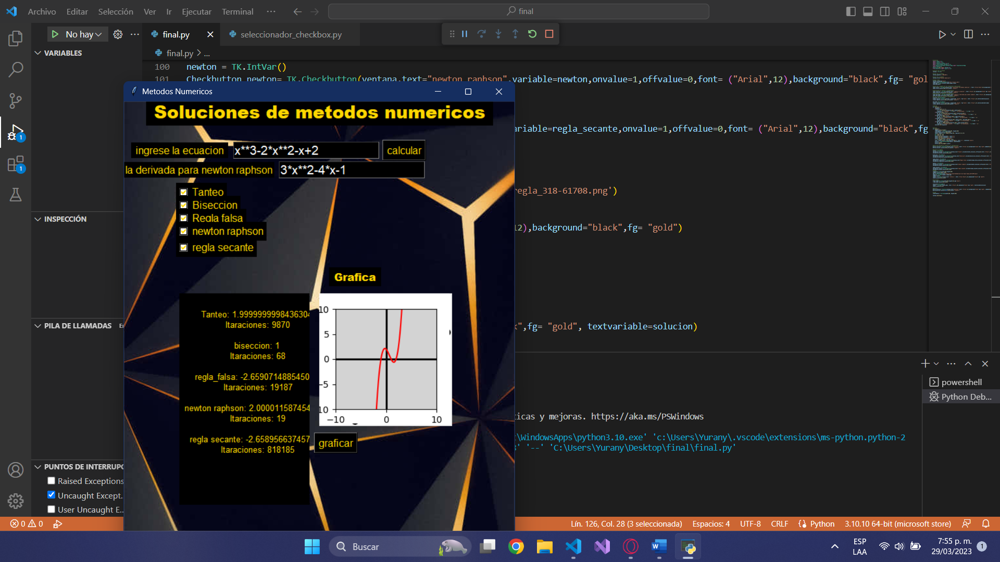 Archivo Editar Selección Ver Ir Ejecutar Terminal ··· final
No hay final.py seleccionador_checkbox.py
VARIABLES
final.py > ...
100 newton = TK.IntVar()
101 Checkbutton_newton= TK.Checkbutton(ventana,text="newton raphson",variable=newton,onvalue=1,offvalue=0,font= ("Arial",12),background="black",fg= "gol
Metodos Numericos
Soluciones de metodos numericos
ariable=regla_secante,onvalue=1,offvalue=0,font= ("Arial",12),background="black",fg
ingrese la ecuacion x**3-2*x**2-x+2 calcular
la derivada para newton raphson 3*x**2-4*x-1
Tanteo
regla_318-61708.png')
Biseccion
Regla falsa
INSPECCIÓN
newton raphson
12),background="black",fg= "gold")
regla secante
Grafica
PILA DE LLAMADAS
k",fg= "gold", textvariable=solucion)
Tanteo: 1.9999999998436304
Itaraciones: 9870
biseccion: 1
Itaraciones: 68
regla_falsa: -2.6590714885450
Itaraciones: 19187
newton raphson: 2.000011587454
Itaraciones: 19
regla secante: -2.658956637457
Itaraciones: 818185
10
5
0
−5
10
−10 0 10
graficar
powershell
Python Deb...
ticas y mejoras. https://aka.ms/PSWindows
t\WindowsApps\python3.10.exe' 'c:\Users\Yurany\.vscode\extensions\ms-python.python-2
3' '--' 'C:\Users\Yurany\Desktop\final\final.py'
PUNTOS DE INTERRUPC
Raised Exceptions
Uncaught Except...
User Uncaught E...
0 0 Lín. 126, Col. 28 (3 seleccionada) Espacios: 4 UTF-8 CRLF Python 3.10.10 64-bit (microsoft store)
Buscar
ESP
LAA
7:55 p. m.
29/03/2023
1